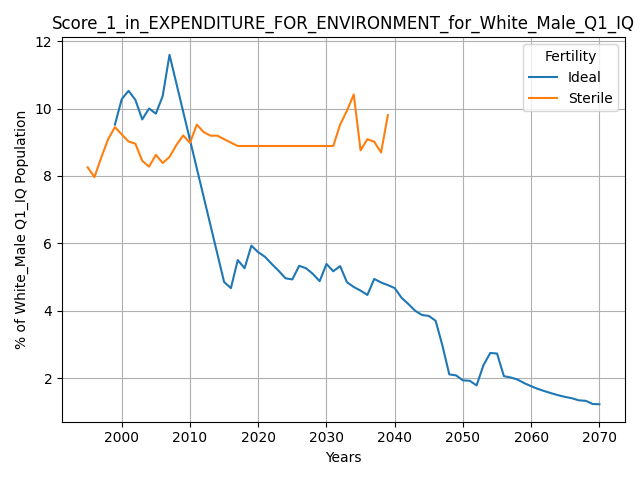 Score_1_in_EXPENDITURE_FOR_ENVIRONMENT_for_White_Male_Q1_IQ
% of White_Male Q1_IQ Population
12
10
8
6
4
2
Fertility
Ideal
Sterile
2000 2010 2020 2030 2040 2050 2060 2070
Years